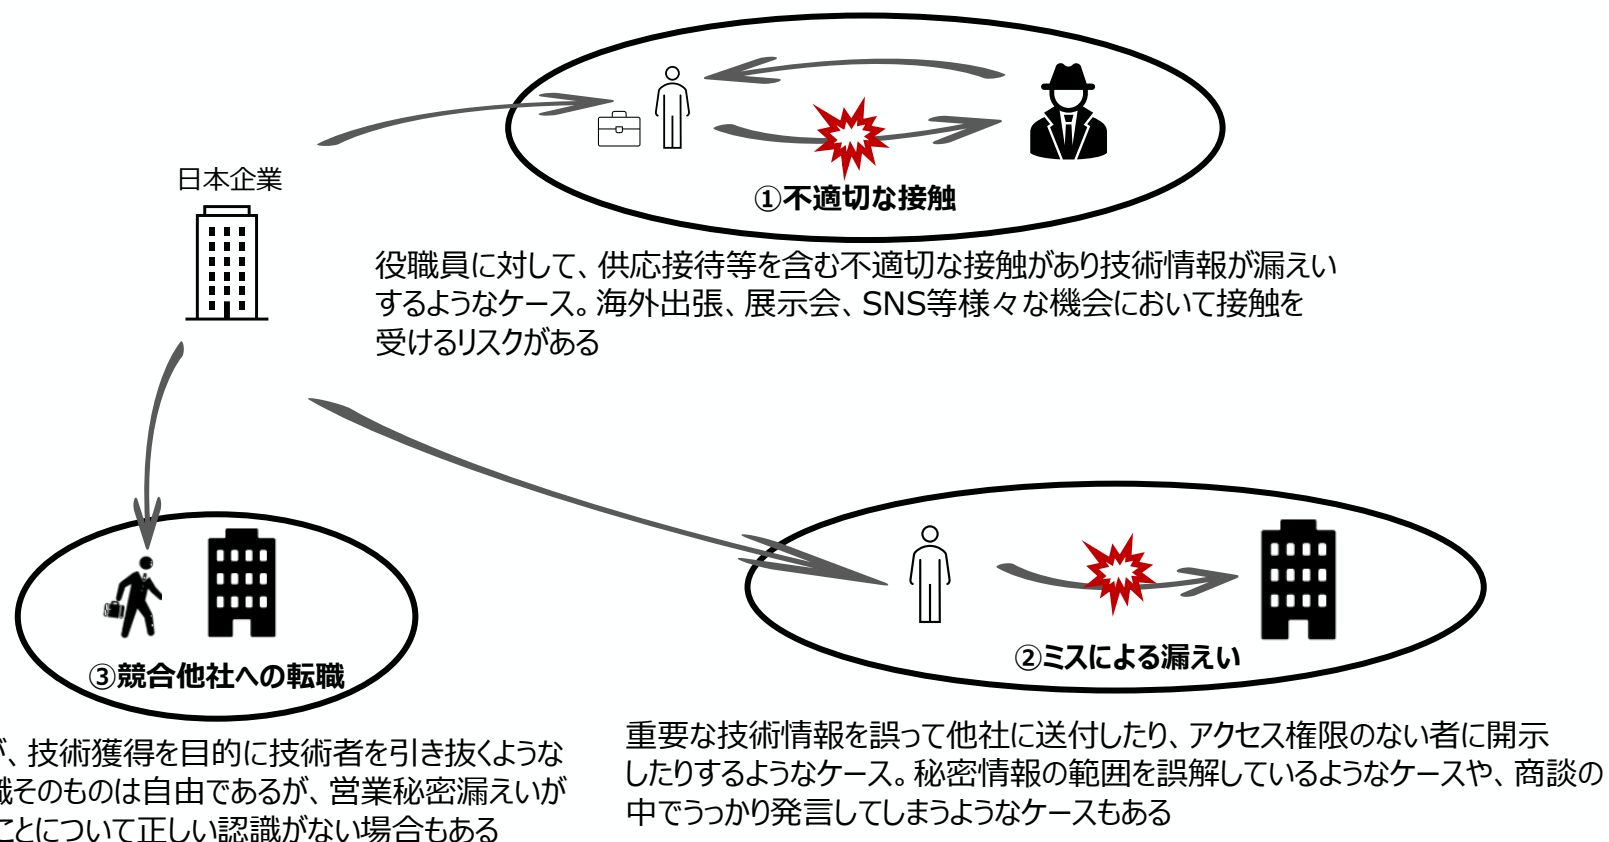 日本企業
①不適切な接触
役職員に対して、供応接待等を含む不適切な接触があり技術情報が漏えい
するようなケース。海外出張、展示会、SNS等様々な機会において接触を
受けるリスクがある
②ミスによる漏えい
重要な技術情報を誤って他社に送付したり、アクセス権限のない者に開示
したりするようなケース。秘密情報の範囲を誤解しているようなケースや、商談の
中でうっかり発言してしまうようなケースもある
③競合他社への転職
、技術獲得を目的に技術者を引き抜くような
職そのものは自由であるが、営業秘密漏えいが
ことについて正しい認識がない場合もある